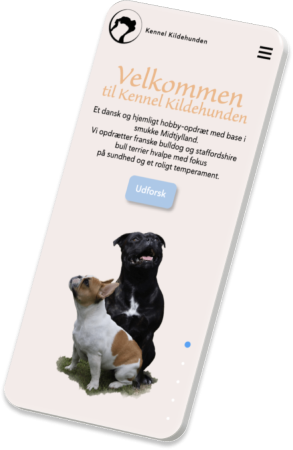 Kennel Kildehunden
Velkommen
til Kennel Kildehunden
Et dansk og hjemligt hobby-opdræt med base i
smukke Midtjylland.
Vi opdrætter franske bulldog og staffordshire
bull terrier hvalpe med fokus
på sundhed og et roligt temperament.
Udforsk